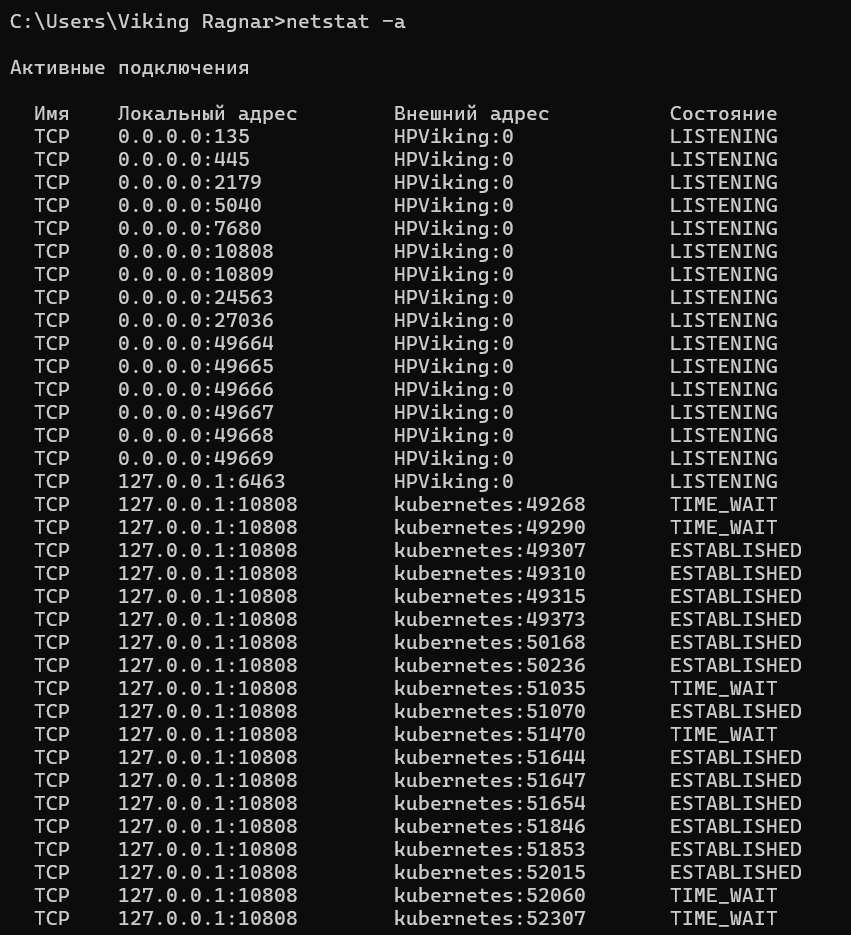 C:\Users\Viking Ragnar>netstat -a
Активные подключения
Имя Локальный адрес Внешний адрес Состояние
TCP 0.0.0.0:135 HPViking:0 LISTENING
TCP 0.0.0.0:445 HPViking:0 LISTENING
TCP 0.0.0.0:2179 HPViking:0 LISTENING
TCP 0.0.0.0:5040 HPViking:0 LISTENING
TCP 0.0.0.0:7680 HPViking:0 LISTENING
TCP 0.0.0.0:10808 HPViking:0 LISTENING
TCP 0.0.0.0:10809 HPViking:0 LISTENING
TCP 0.0.0.0:24563 HPViking:0 LISTENING
TCP 0.0.0.0:27036 HPViking:0 LISTENING
TCP 0.0.0.0:49664 HPViking:0 LISTENING
TCP 0.0.0.0:49665 HPViking:0 LISTENING
TCP 0.0.0.0:49666 HPViking:0 LISTENING
TCP 0.0.0.0:49667 HPViking:0 LISTENING
TCP 0.0.0.0:49668 HPViking:0 LISTENING
TCP 0.0.0.0:49669 HPViking:0 LISTENING
TCP 127.0.0.1:6463 HPViking:0 LISTENING
TCP 127.0.0.1:10808 kubernetes:49268 TIME_WAIT
TCP 127.0.0.1:10808 kubernetes:49290 TIME_WAIT
TCP 127.0.0.1:10808 kubernetes:49307 ESTABLISHED
TCP 127.0.0.1:10808 kubernetes:49310 ESTABLISHED
TCP 127.0.0.1:10808 kubernetes:49315 ESTABLISHED
TCP 127.0.0.1:10808 kubernetes:49373 ESTABLISHED
TCP 127.0.0.1:10808 kubernetes:50168 ESTABLISHED
TCP 127.0.0.1:10808 kubernetes:50236 ESTABLISHED
TCP 127.0.0.1:10808 kubernetes:51035 TIME_WAIT
TCP 127.0.0.1:10808 kubernetes:51070 ESTABLISHED
TCP 127.0.0.1:10808 kubernetes:51470 TIME_WAIT
TCP 127.0.0.1:10808 kubernetes:51644 ESTABLISHED
TCP 127.0.0.1:10808 kubernetes:51647 ESTABLISHED
TCP 127.0.0.1:10808 kubernetes:51654 ESTABLISHED
TCP 127.0.0.1:10808 kubernetes:51846 ESTABLISHED
TCP 127.0.0.1:10808 kubernetes:51853 ESTABLISHED
TCP 127.0.0.1:10808 kubernetes:52015 ESTABLISHED
TCP 127.0.0.1:10808 kubernetes:52060 TIME_WAIT
TCP 127.0.0.1:10808 kubernetes:52307 TIME_WAIT